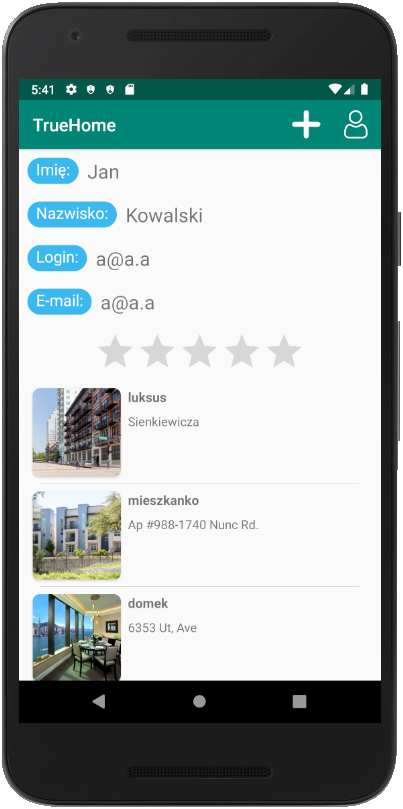 5:41
TrueHome
Imię: Jan
Nazwisko: Kowalski
Login: a@a.a
E-mail: a@a.a
luksus
Sienkiewicza
mieszkanko
Ap #988-1740 Nunc Rd.
domek
6353 Ut, Ave